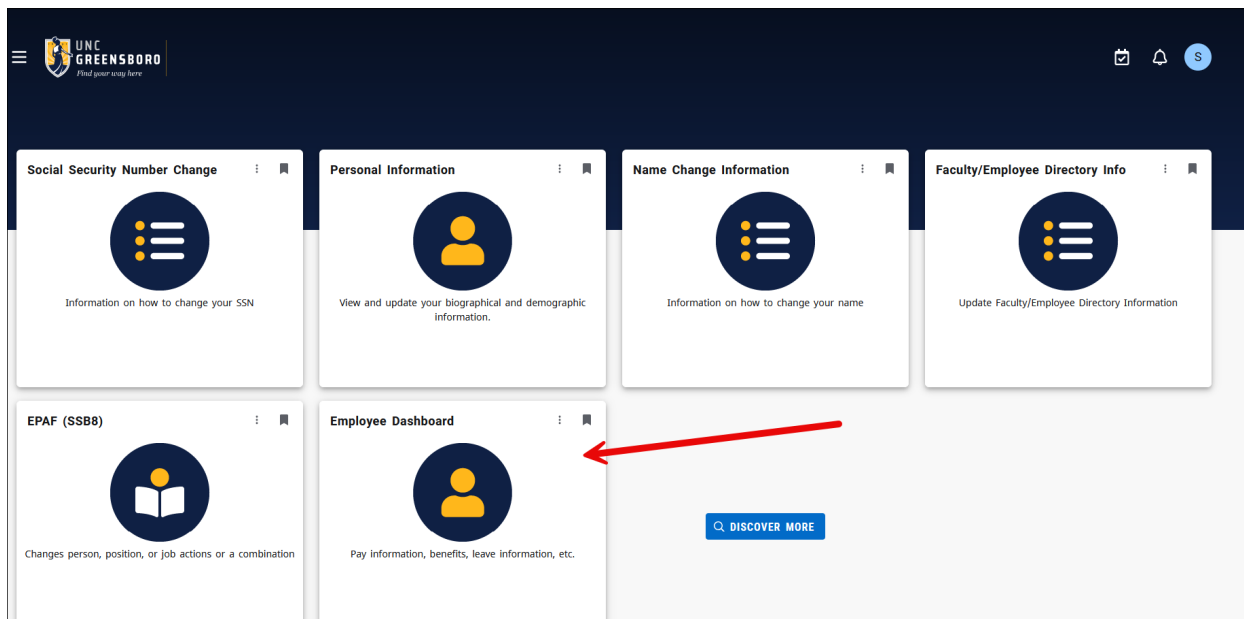 UNC
GREENSBORO
Find your way here
S
Social Security Number Change
Information on how to change your SSN
Personal Information
View and update your biographical and demographic
information.
Name Change Information
Information on how to change your name
Faculty/Employee Directory Info
Update Faculty/Employee Directory Information
EPAF (SSB8)
Changes person, position, or job actions or a combination
Employee Dashboard
Pay information, benefits, leave information, etc.
DISCOVER MORE